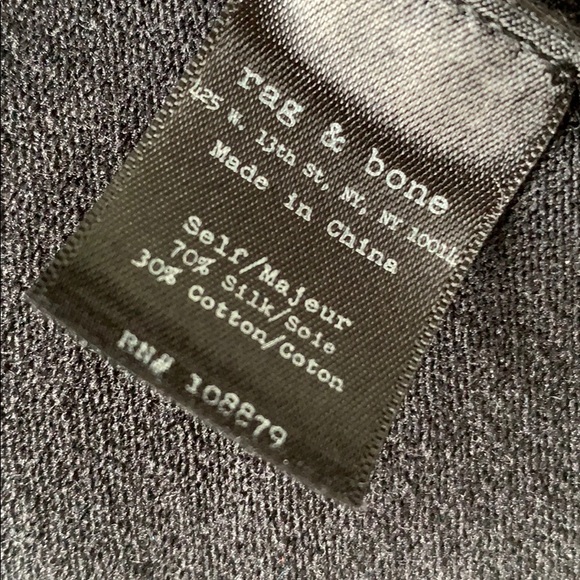 rag & bone
425 W. 13th st, NY, NY 10014
Made in China
Self/Majeur
70% Silk/Soie
30% Cotton/Coton
RN# 108879